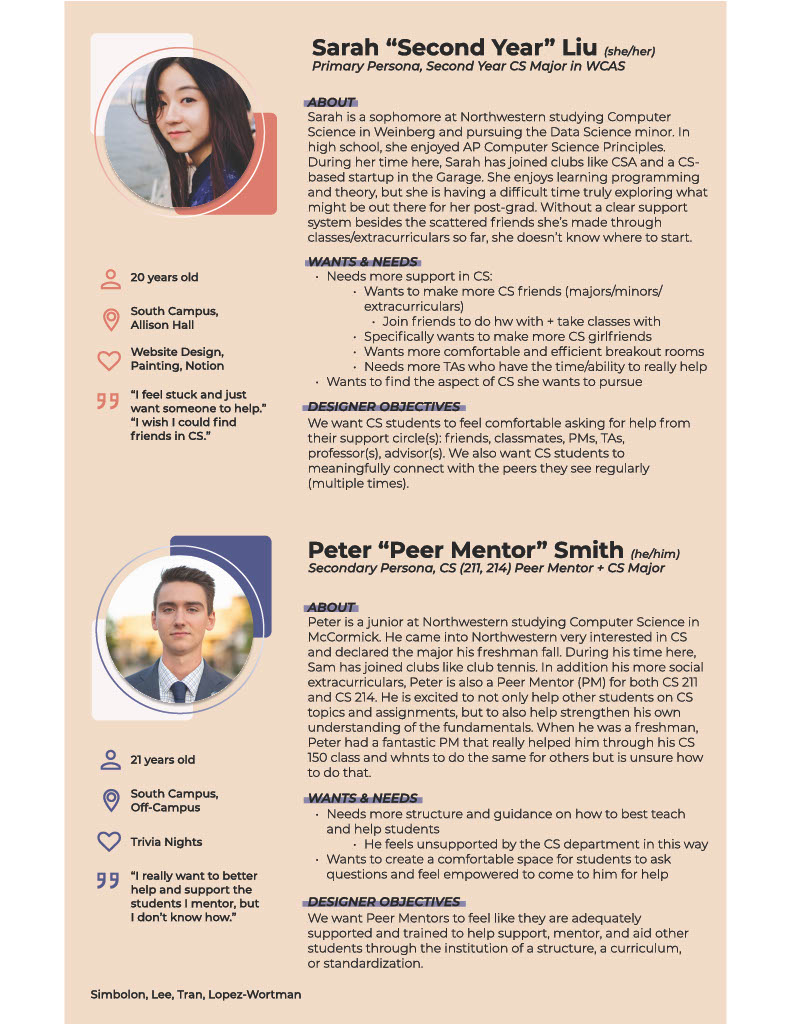 Sarah “Second Year” Liu (she/her)
Primary Persona, Second Year CS Major in WCAS
ABOUT
Sarah is a sophomore at Northwestern studying Computer
Science in Weinberg and pursuing the Data Science minor. In
high school, she enjoyed AP Computer Science Principles.
During her time here, Sarah has joined clubs like CSA and a CS-
based startup in the Garage. She enjoys learning programming
and theory, but she is having a difficult time truly exploring what
might be out there for her post-grad. Without a clear support
system besides the scattered friends she’s made through
classes/extracurriculars so far, she doesn’t know where to start.
20 years old
South Campus,
Allison Hall
Website Design,
Painting, Notion
“I feel stuck and just
want someone to help.”
“I wish I could find
friends in CS.”
WANTS & NEEDS
• Needs more support in CS:
• Wants to make more CS friends (majors/minors/
extracurriculars)
• Join friends to do hw with + take classes with
• Specifically wants to make more CS girlfriends
• Wants more comfortable and efficient breakout rooms
• Needs more TAs who have the time/ability to really help
• Wants to find the aspect of CS she wants to pursue
DESIGNER OBJECTIVES
We want CS students to feel comfortable asking for help from
their support circle(s): friends, classmates, PMs, TAs,
professor(s), advisor(s). We also want CS students to
meaningfully connect with the peers they see regularly
(multiple times).
Peter “Peer Mentor” Smith (he/him)
Secondary Persona, CS (211, 214) Peer Mentor + CS Major
ABOUT
Peter is a junior at Northwestern studying Computer Science in
McCormick. He came into Northwestern very interested in CS
and declared the major his freshman fall. During his time here,
Sam has joined clubs like club tennis. In addition his more social
extracurriculars, Peter is also a Peer Mentor (PM) for both CS 211
and CS 214. He is excited to not only help other students on CS
topics and assignments, but to also help strengthen his own
understanding of the fundamentals. When he was a freshman,
Peter had a fantastic PM that really helped him through his CS
150 class and whnts to do the same for others but is unsure how
to do that.
21 years old
South Campus,
Off-Campus
Trivia Nights
“I really want to better
help and support the
students I mentor, but
I don’t know how.”
WANTS & NEEDS
• Needs more structure and guidance on how to best teach
and help students
• He feels unsupported by the CS department in this way
• Wants to create a comfortable space for students to ask
questions and feel empowered to come to him for help
DESIGNER OBJECTIVES
We want Peer Mentors to feel like they are adequately
supported and trained to help support, mentor, and aid other
students through the institution of a structure, a curriculum,
or standardization.
Simbolon, Lee, Tran, Lopez-Wortman